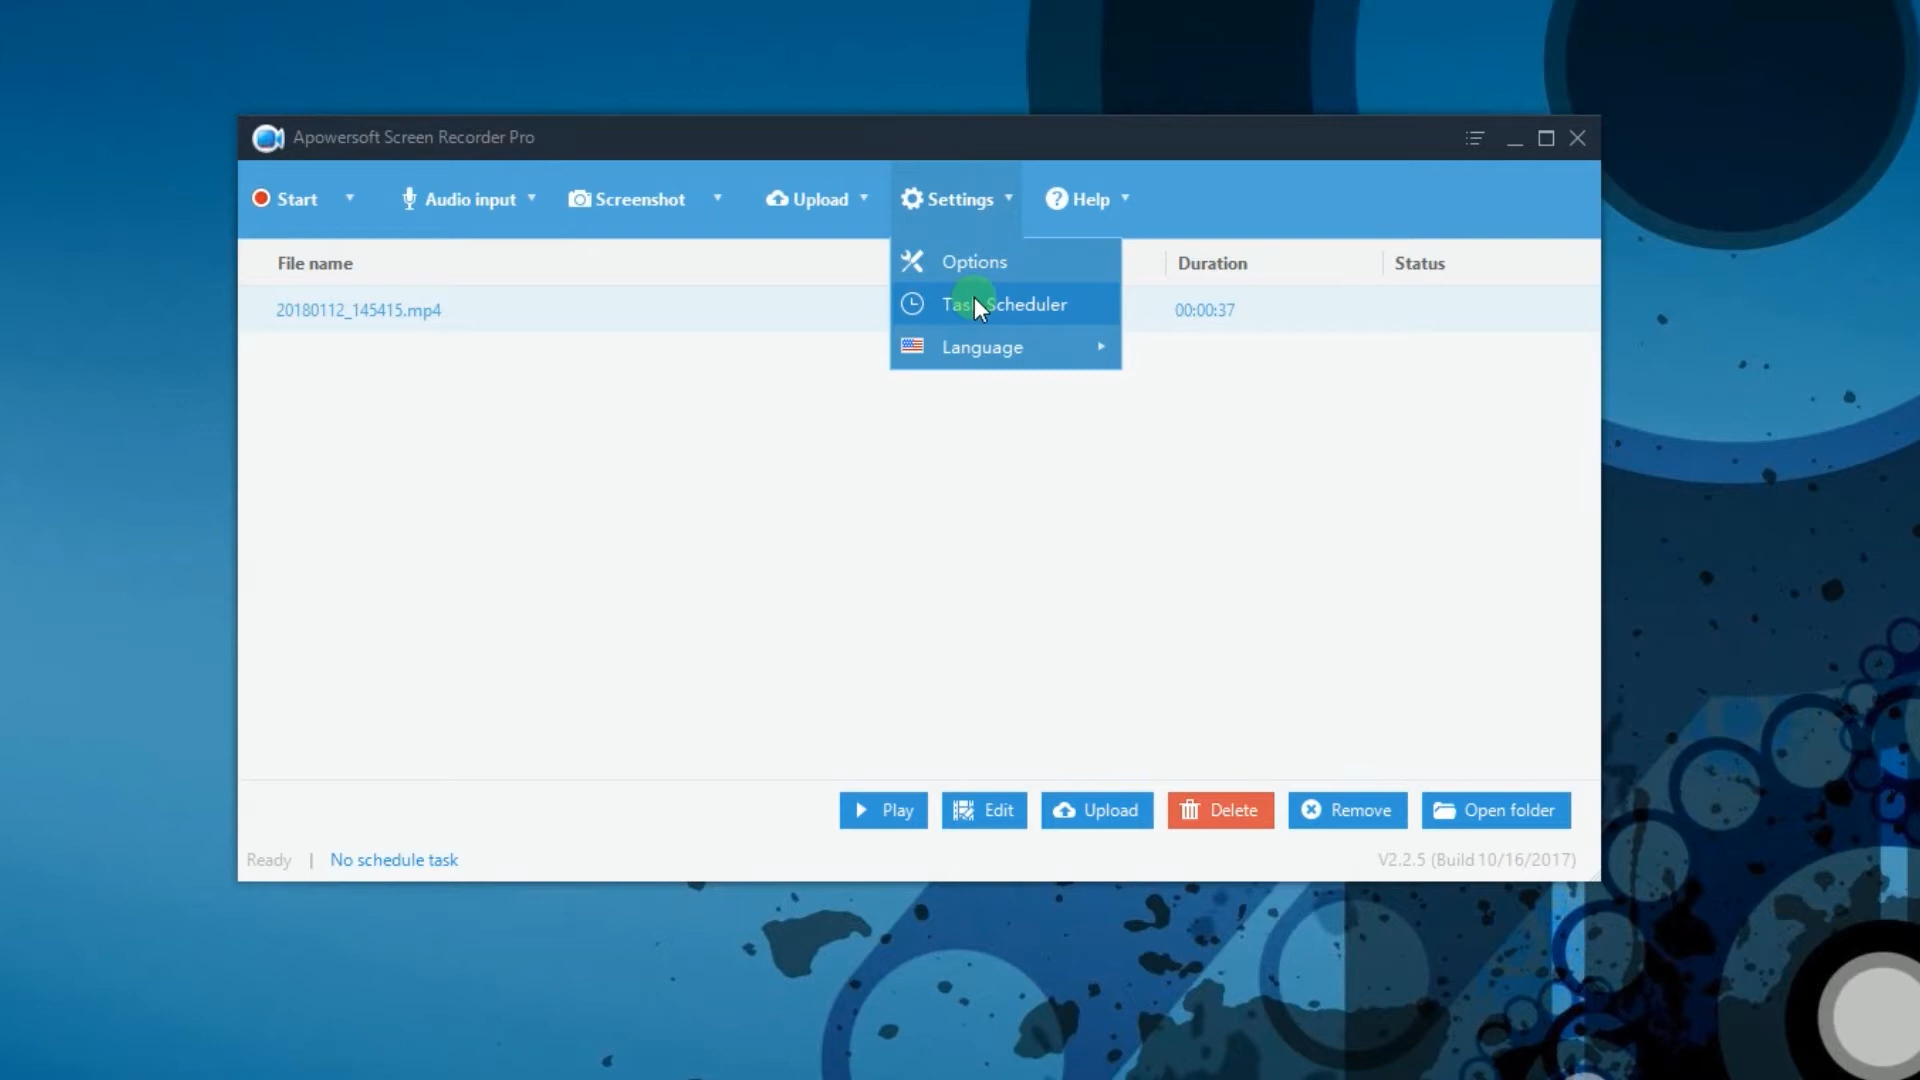 Apowersoft Screen Recorder Pro
Start Audio input Screenshot Upload Settings Help
File name Duration Status
Options
20180112_145415.mp4 00:00:37
Task Scheduler
Language
Play Edit Upload Delete Remove Open folder
Ready | No schedule task V2.2.5 (Build 10/16/2017)